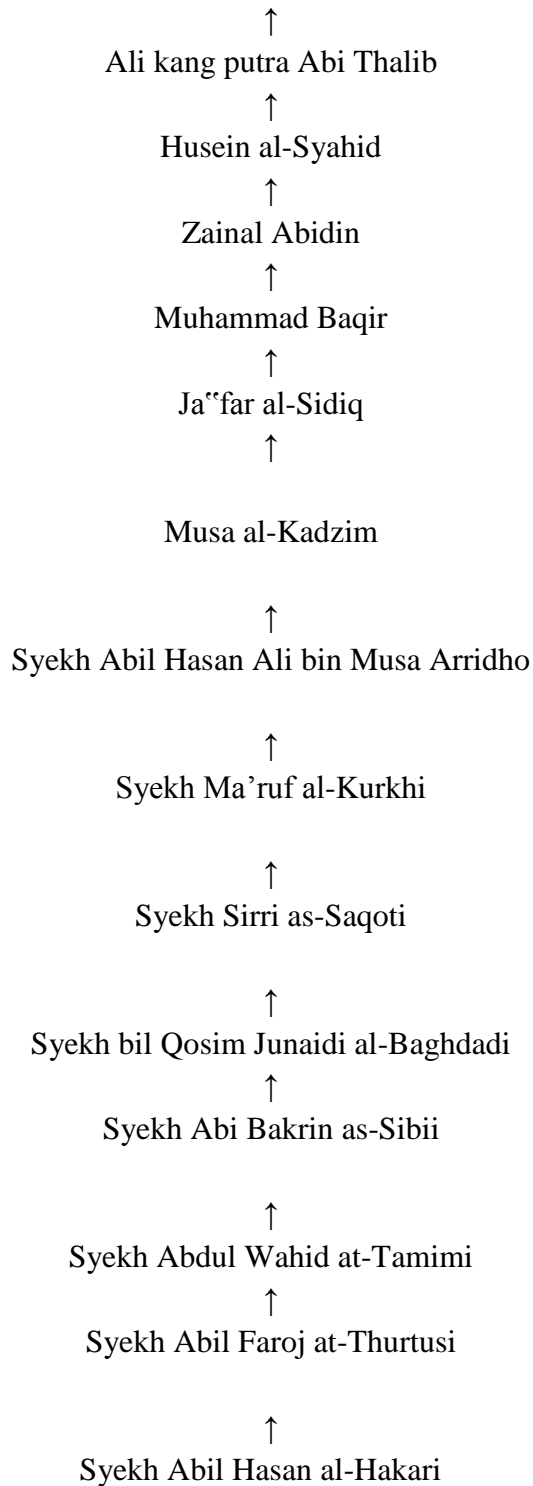 ↑
Ali kang putra Abi Thalib
↑
Husein al-Syahid
↑
Zainal Abidin
↑
Muhammad Baqir
↑
Ja‟far al-Sidiq
↑
Musa al-Kadzim
↑
Syekh Abil Hasan Ali bin Musa Arridho
↑
Syekh Ma’ruf al-Kurkhi
↑
Syekh Sirri as-Saqoti
↑
Syekh bil Qosim Junaidi al-Baghdadi
↑
Syekh Abi Bakrin as-Sibii
↑
Syekh Abdul Wahid at-Tamimi
↑
Syekh Abil Faroj at-Thurtusi
↑
Syekh Abil Hasan al-Hakari